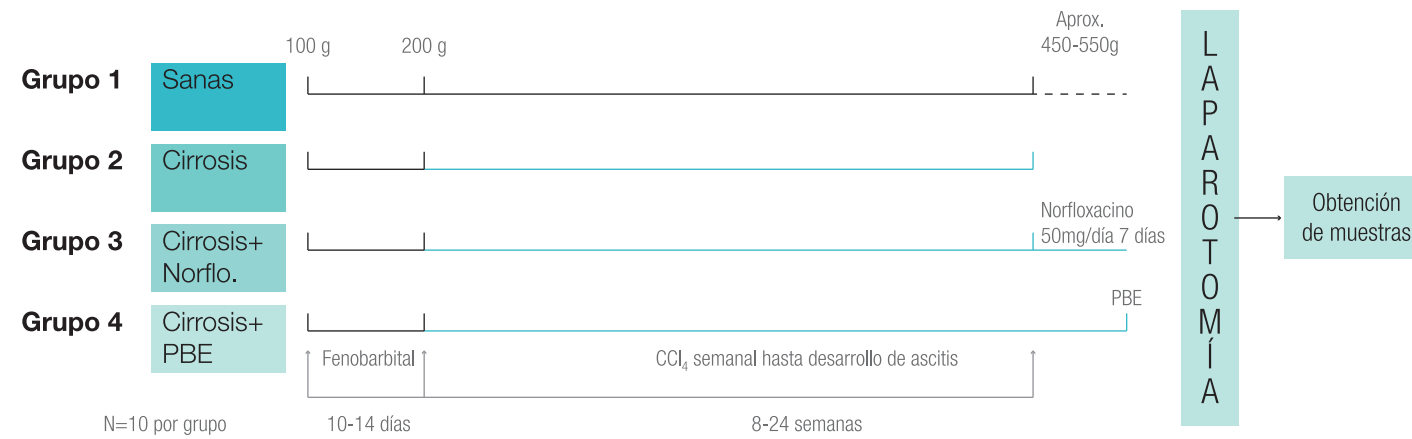 100 g
200 g
Aprox.
450-550g
Grupo 1
Sanas
Grupo 2
Cirrosis
Grupo 3
Cirrosis+
Norflo.
Norfloxacino
50mg/día 7 días
Grupo 4
Cirrosis+
PBE
PBE
Fenobarbital
CCl₄ semanal hasta desarrollo de ascitis
N=10 por grupo
10-14 días
8-24 semanas
LAPAROTOMÍA
Obtención
de muestras